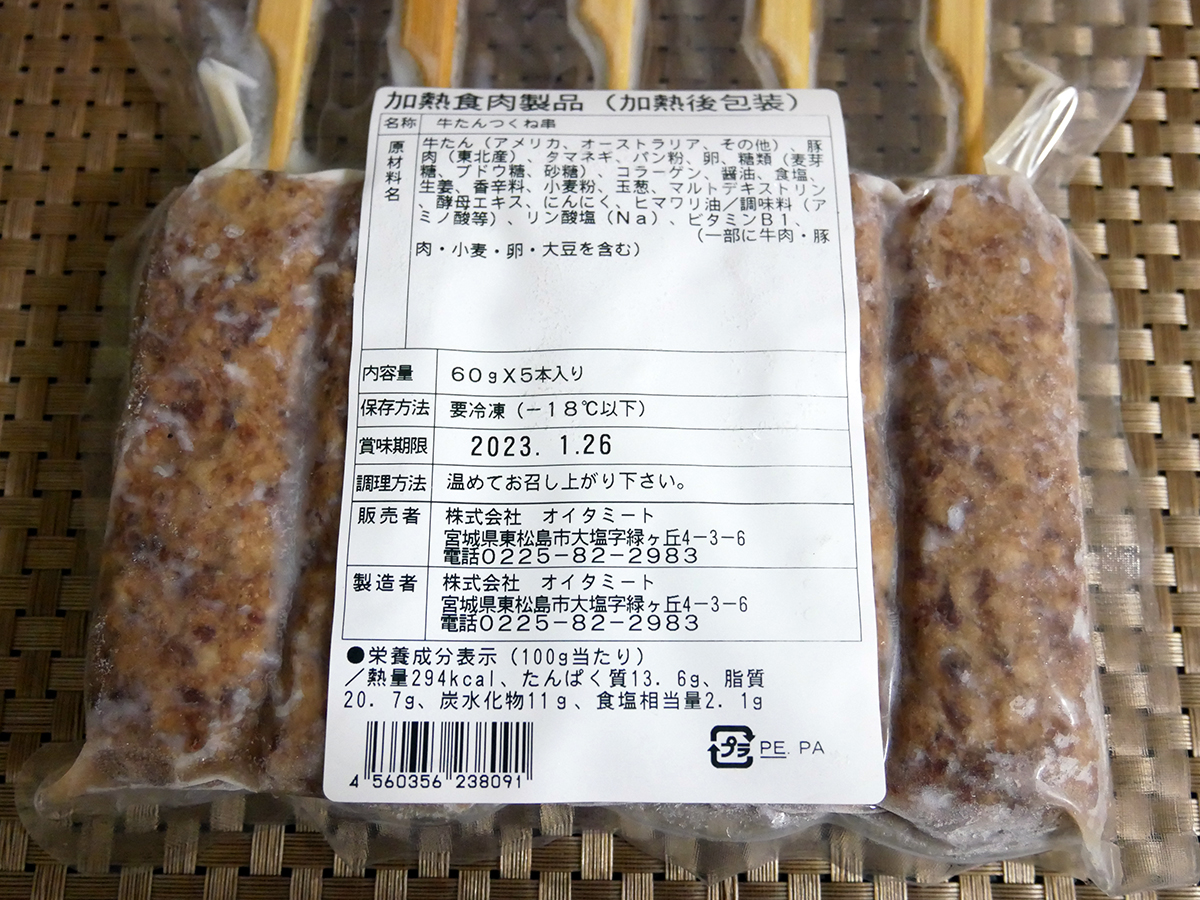 加熱食肉製品（加熱後包装）
名称 牛たんつくね串
原材料名
牛たん（アメリカ、オーストラリア、その他）、豚
肉（東北産）、タマネギ、パン粉、卵、糖類（麦芽
糖、ブドウ糖、砂糖）、コラーゲン、醤油、食塩、
生姜、香辛料、小麦粉、玉葱、マルトデキストリン
、酵母エキス、にんにく、ヒマワリ油／調味料（ア
ミノ酸等）、リン酸塩（Ｎａ）、ビタミンＢ１、
（一部に牛肉・豚
肉・小麦・卵・大豆を含む）
内容量 ６０ｇＸ５本入り
保存方法 要冷凍（－１８℃以下）
賞味期限 2023. 1.26
調理方法 温めてお召し上がり下さい。
販売者 株式会社 オイタミート
宮城県東松島市大塩字緑ヶ丘４－３－６
電話０２２５－８２－２９８３
製造者 株式会社 オイタミート
宮城県東松島市大塩字緑ヶ丘４－３－６
電話０２２５－８２－２９８３
●栄養成分表示（100g当たり）
／熱量294kcal、たんぱく質13．6g、脂質
20．7g、炭水化物11ｇ、食塩相当量2．1g
4 560356 238091
プラ PE. PA